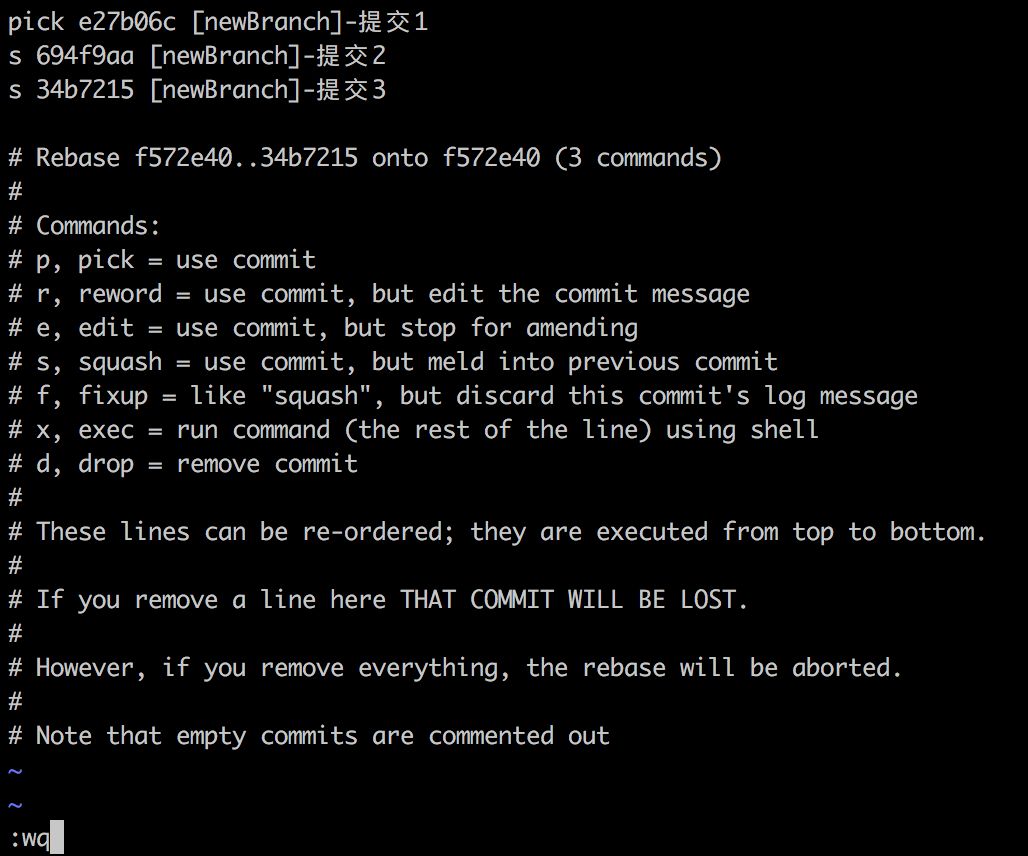 pick e27b06c [newBranch]-提交1
s 694f9aa [newBranch]-提交2
s 34b7215 [newBranch]-提交3
# Rebase f572e40..34b7215 onto f572e40 (3 commands)
#
# Commands:
# p, pick = use commit
# r, reword = use commit, but edit the commit message
# e, edit = use commit, but stop for amending
# s, squash = use commit, but meld into previous commit
# f, fixup = like "squash", but discard this commit's log message
# x, exec = run command (the rest of the line) using shell
# d, drop = remove commit
#
# These lines can be re-ordered; they are executed from top to bottom.
#
# If you remove a line here THAT COMMIT WILL BE LOST.
#
# However, if you remove everything, the rebase will be aborted.
#
# Note that empty commits are commented out
~
~
:wq